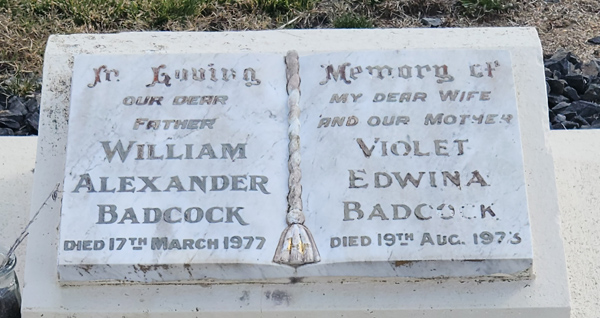 In Loving
OUR DEAR
FATHER
WILLIAM
ALEXANDER
BADCOCK
DIED 17TH MARCH 1977
Memory of
MY DEAR WIFE
AND OUR MOTHER
VIOLET
EDWINA
BADCOCK
DIED 19TH AUG.